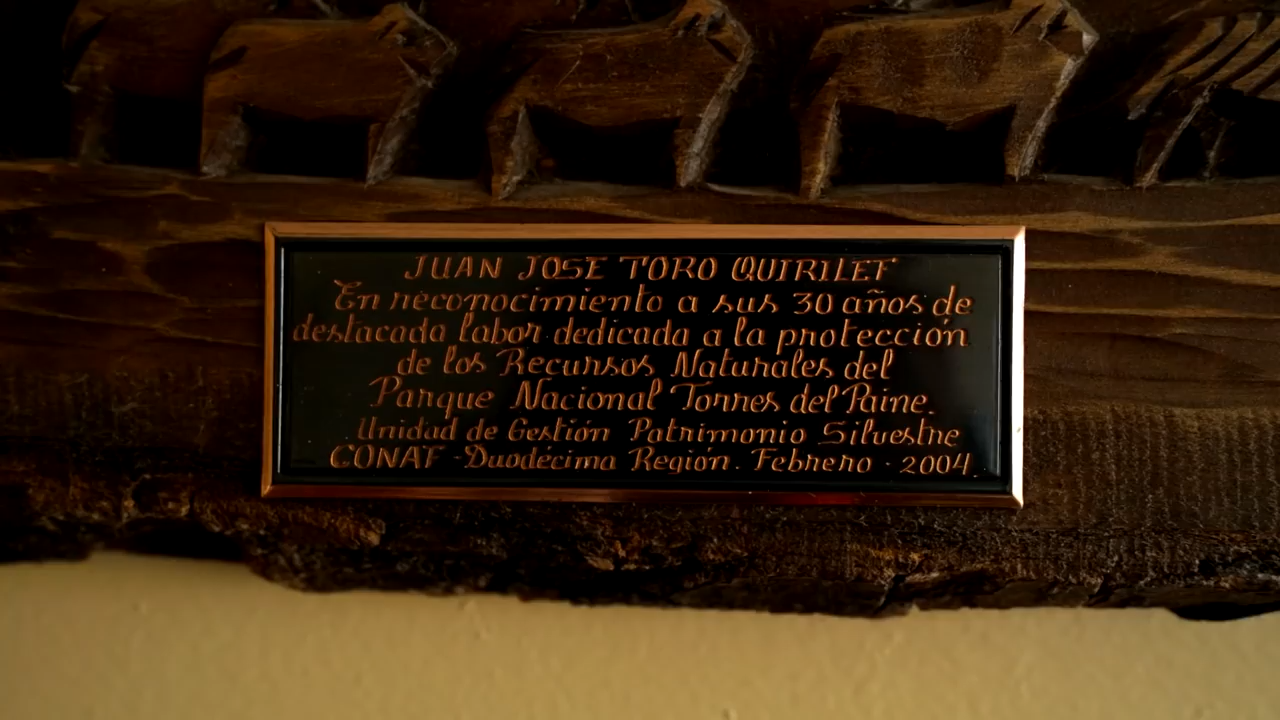 JUAN JOSE TORO QUIRILEF
En reconocimiento a sus 30 años de
destacada labor dedicada a la protección
de los Recursos Naturales del
Parque Nacional Torres del Paine.
Unidad de Gestión Patrimonio Silvestre
CONAF - Duodécima Región. Febrero - 2004.